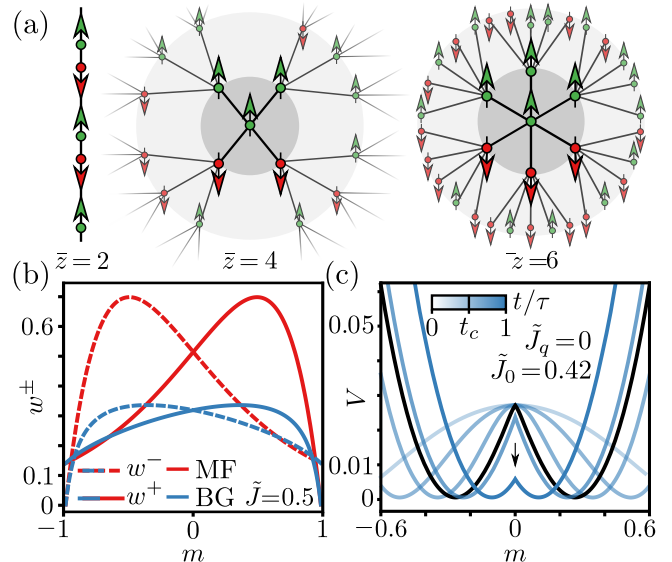 (a)
z̄=2
z̄=4
z̄=6
(b)
w±
0.6
0.1
0
−1
0
1
m
w−
MF
w+
BG
J̃=0.5
(c)
V
0.05
0.01
0
−0.6
0
0.6
m
t/τ
0
t_c
1
J̃_q=0
J̃_0=0.42